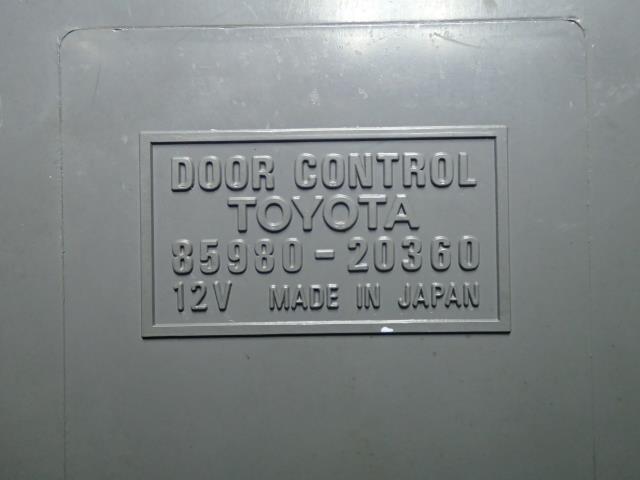 DOOR CONTROL
TOYOTA
85980-20360
12V MADE IN JAPAN